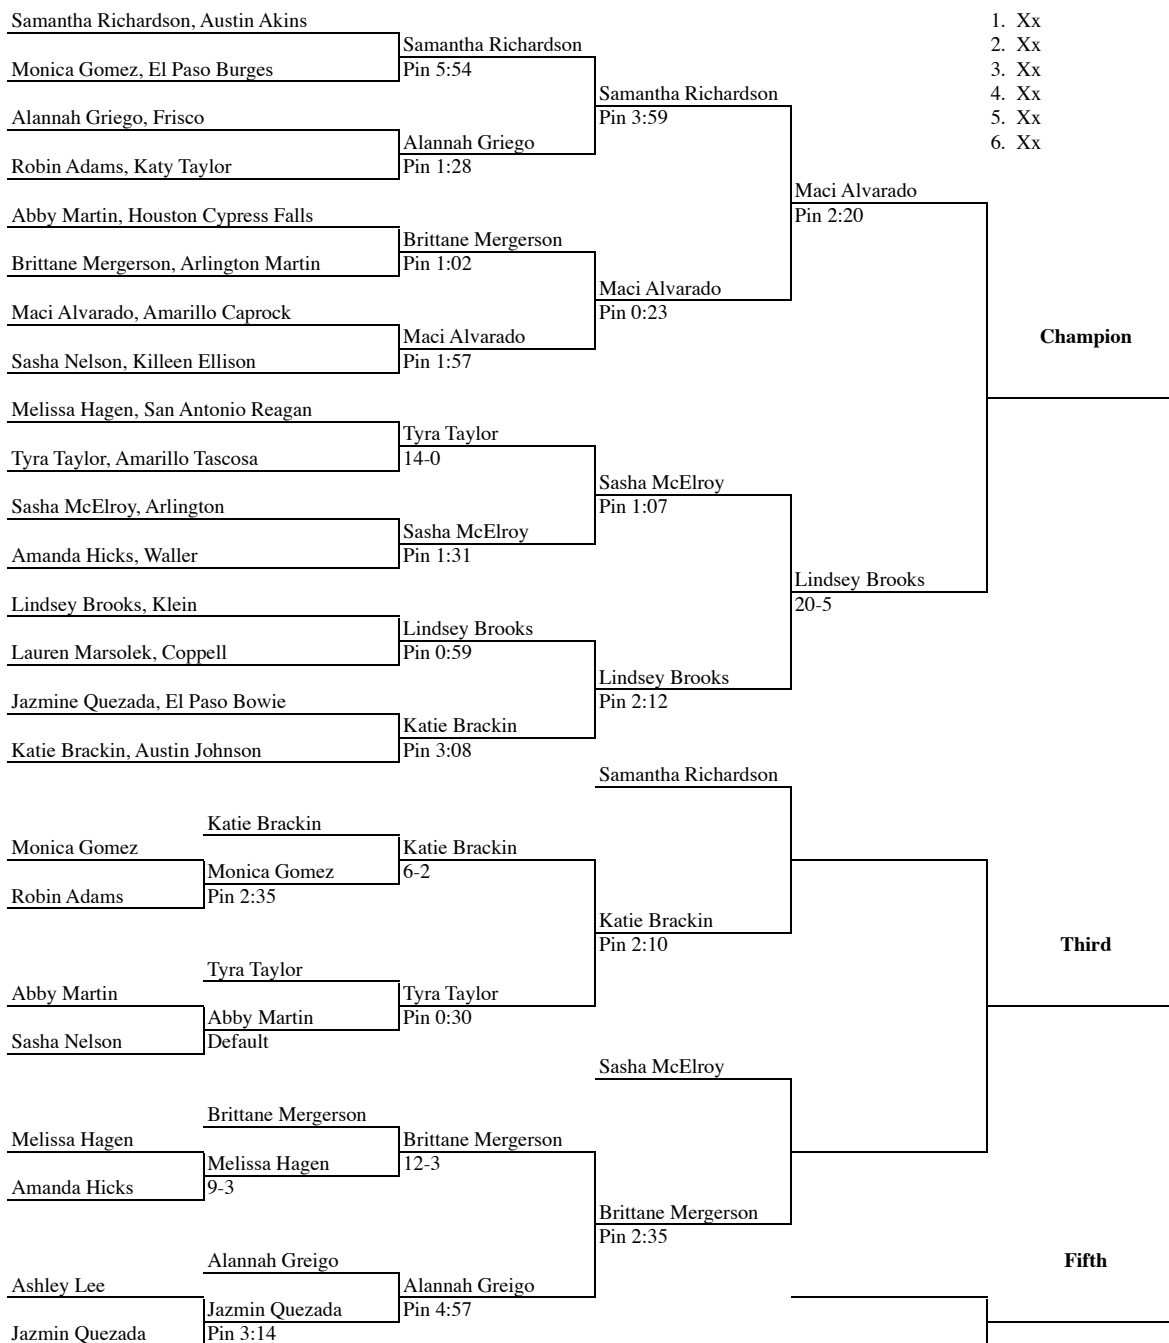 Samantha Richardson, Austin Akins
1. Xx
Samantha Richardson
2. Xx
Monica Gomez, El Paso Burges
Pin 5:54
3. Xx
Samantha Richardson
4. Xx
Alannah Griego, Frisco
Pin 3:59
5. Xx
Alannah Griego
6. Xx
Robin Adams, Katy Taylor
Pin 1:28
Maci Alvarado
Abby Martin, Houston Cypress Falls
Pin 2:20
Brittane Mergerson
Brittane Mergerson, Arlington Martin
Pin 1:02
Maci Alvarado
Maci Alvarado, Amarillo Caprock
Pin 0:23
Maci Alvarado
Champion
Sasha Nelson, Killeen Ellison
Pin 1:57
Melissa Hagen, San Antonio Reagan
Tyra Taylor
Tyra Taylor, Amarillo Tascosa
14-0
Sasha McElroy
Sasha McElroy, Arlington
Pin 1:07
Sasha McElroy
Amanda Hicks, Waller
Pin 1:31
Lindsey Brooks
Lindsey Brooks, Klein
20-5
Lindsey Brooks
Lauren Marsolek, Coppell
Pin 0:59
Lindsey Brooks
Jazmine Quezada, El Paso Bowie
Pin 2:12
Katie Brackin
Katie Brackin, Austin Johnson
Pin 3:08
Samantha Richardson
Katie Brackin
Monica Gomez
Katie Brackin
Monica Gomez
6-2
Robin Adams
Pin 2:35
Katie Brackin
Pin 2:10
Third
Tyra Taylor
Abby Martin
Tyra Taylor
Abby Martin
Pin 0:30
Sasha Nelson
Default
Sasha McElroy
Brittane Mergerson
Melissa Hagen
Brittane Mergerson
Melissa Hagen
12-3
Amanda Hicks
9-3
Brittane Mergerson
Pin 2:35
Alannah Greigo
Fifth
Ashley Lee
Alannah Greigo
Jazmin Quezada
Pin 4:57
Jazmin Quezada
Pin 3:14